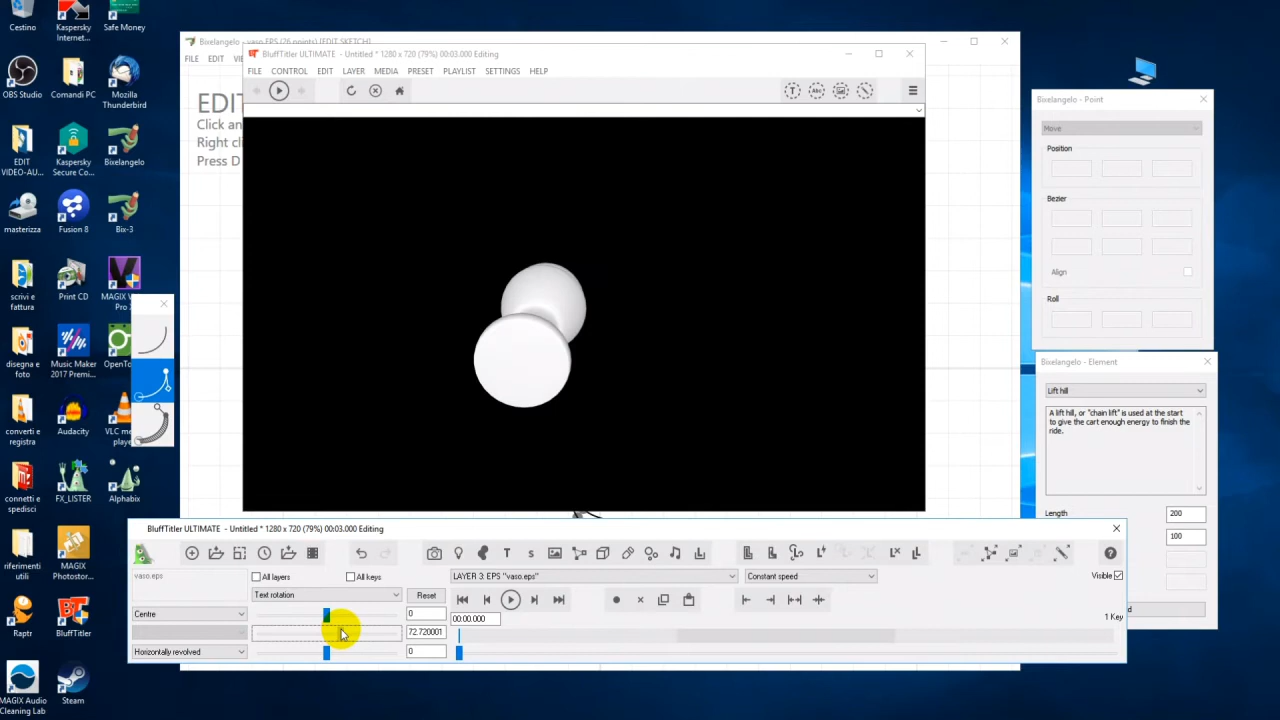 Cestino
Kaspersky
Internet...
Safe Money
OBS Studio
Comandi PC
Mozilla
Thunderbird
EDIT
VIDEO-AU...
Kaspersky
Secure Co...
Bixelangelo
masterizza
Fusion 8
Bix-3
scrivi e
fattura
Print CD
MAGIX V
Pro
disegna e
foto
Music Maker
2017 Premi...
OpenTo
converti e
registra
Audacity
VLC me
playe
connetti e
spedisci
FX_LISTER
Alphabix
riferimenti
utili
MAGIX
Photostor...
Raptr
BluffTitler
MAGIX Audio
Cleaning Lab
Steam
Bixelangelo - vaso.EPS (26 points) [EDIT SKETCH]
FILE EDIT VI
EDIT
Click an
Right cli
Press D
BluffTitler ULTIMATE - Untitled * 1280 x 720 (79%) 00:03.000 Editing
FILE CONTROL EDIT LAYER MEDIA PRESET PLAYLIST SETTINGS HELP
Bixelangelo - Point
Move
Position
Bezier
Align
Roll
Bixelangelo - Element
Lift hill
A lift hill, or "chain lift" is used at the start
to give the cart enough energy to finish the
ride.
Length
200
100
BluffTitler ULTIMATE - Untitled * 1280 x 720 (79%) 00:03.000 Editing
vaso.eps
All layers
All keys
LAYER 3: EPS "vaso.eps"
Constant speed
Visible
Text rotation
Reset
Centre
0
00:00.000
1 Key
72.720001
Horizontally revolved
0